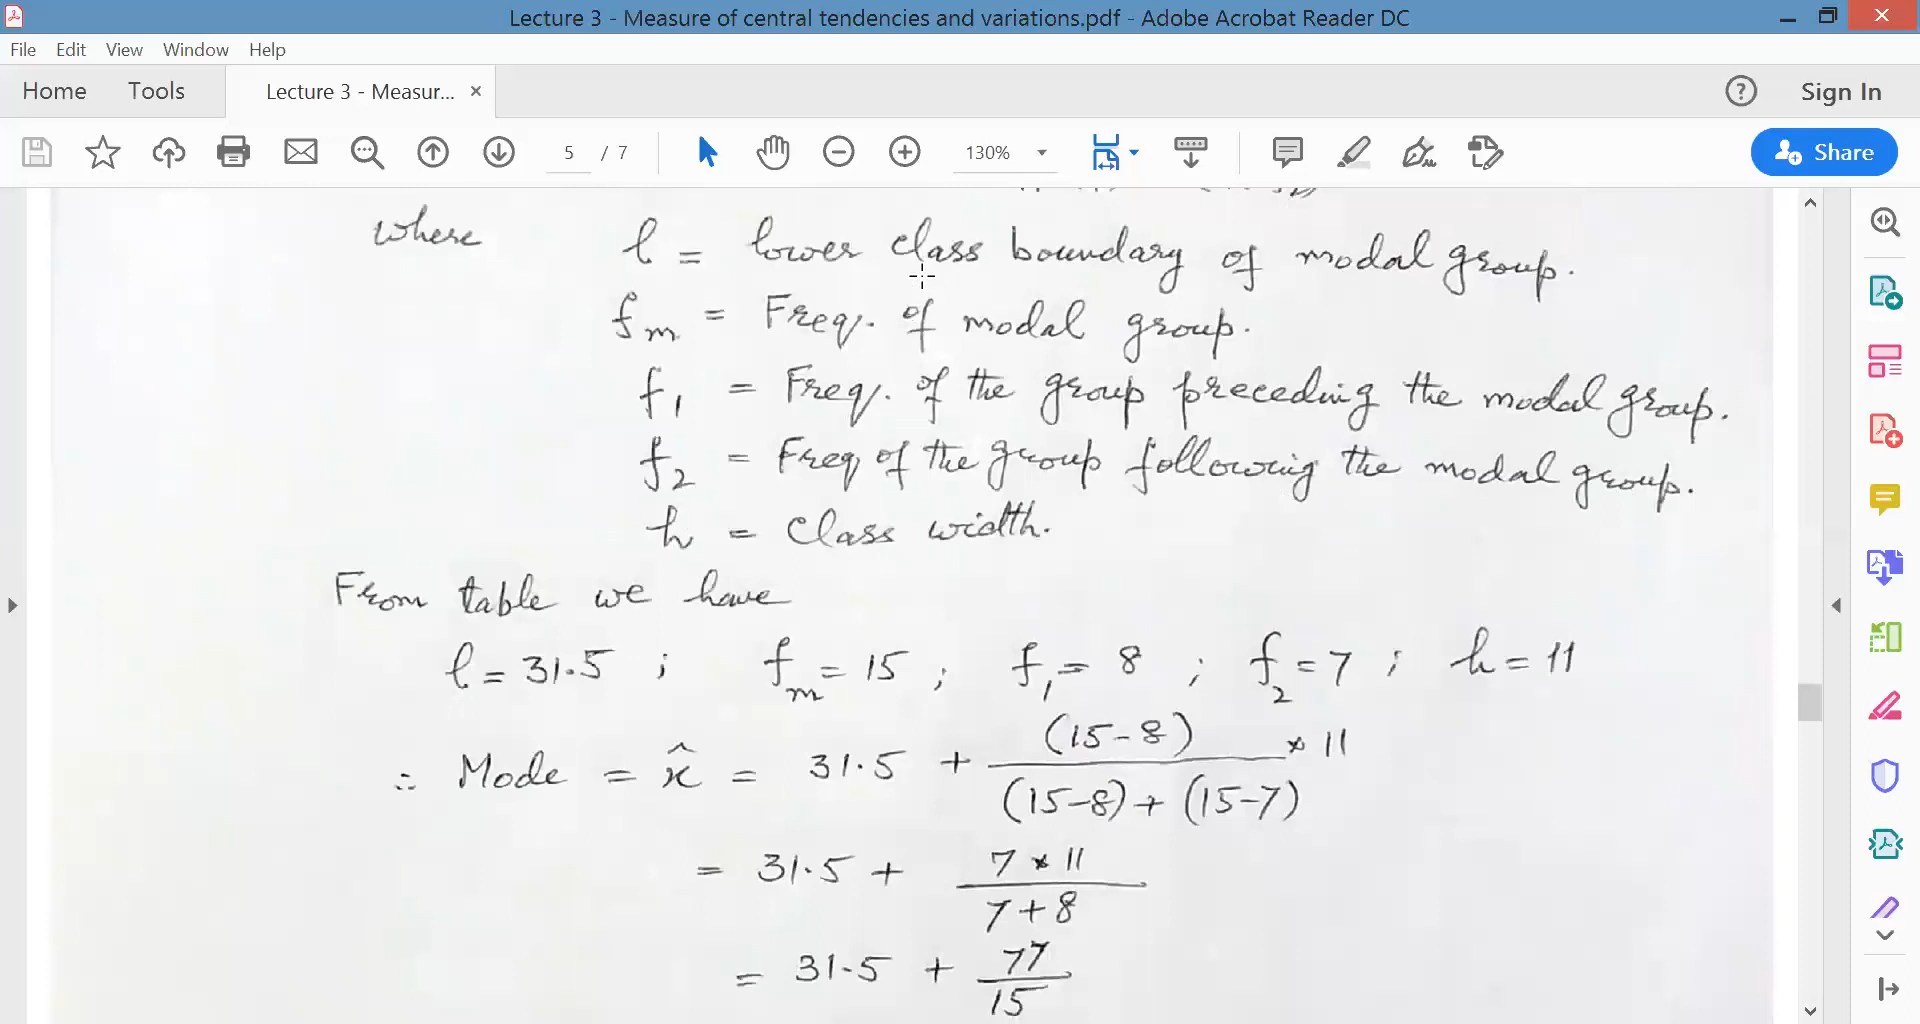 Lecture 3 - Measure of central tendencies and variations.pdf - Adobe Acrobat Reader DC
File Edit View Window Help
Home Tools Lecture 3 - Measur... × Sign In
5 / 7 130% Share
where l = lower class boundary of modal group.
fm = Freq. of modal group.
f1 = Freq. of the group preceding the modal group.
f2 = Freq of the group following the modal group.
h = Class width.
From table we have
l = 31.5 ; fm = 15 ; f1 = 8 ; f2 = 7 ; h = 11
∴ Mode = x̂ = 31.5 + (15-8) × 11
(15-8) + (15-7)
= 31.5 + 7 × 11
7 + 8
= 31.5 + 77
15